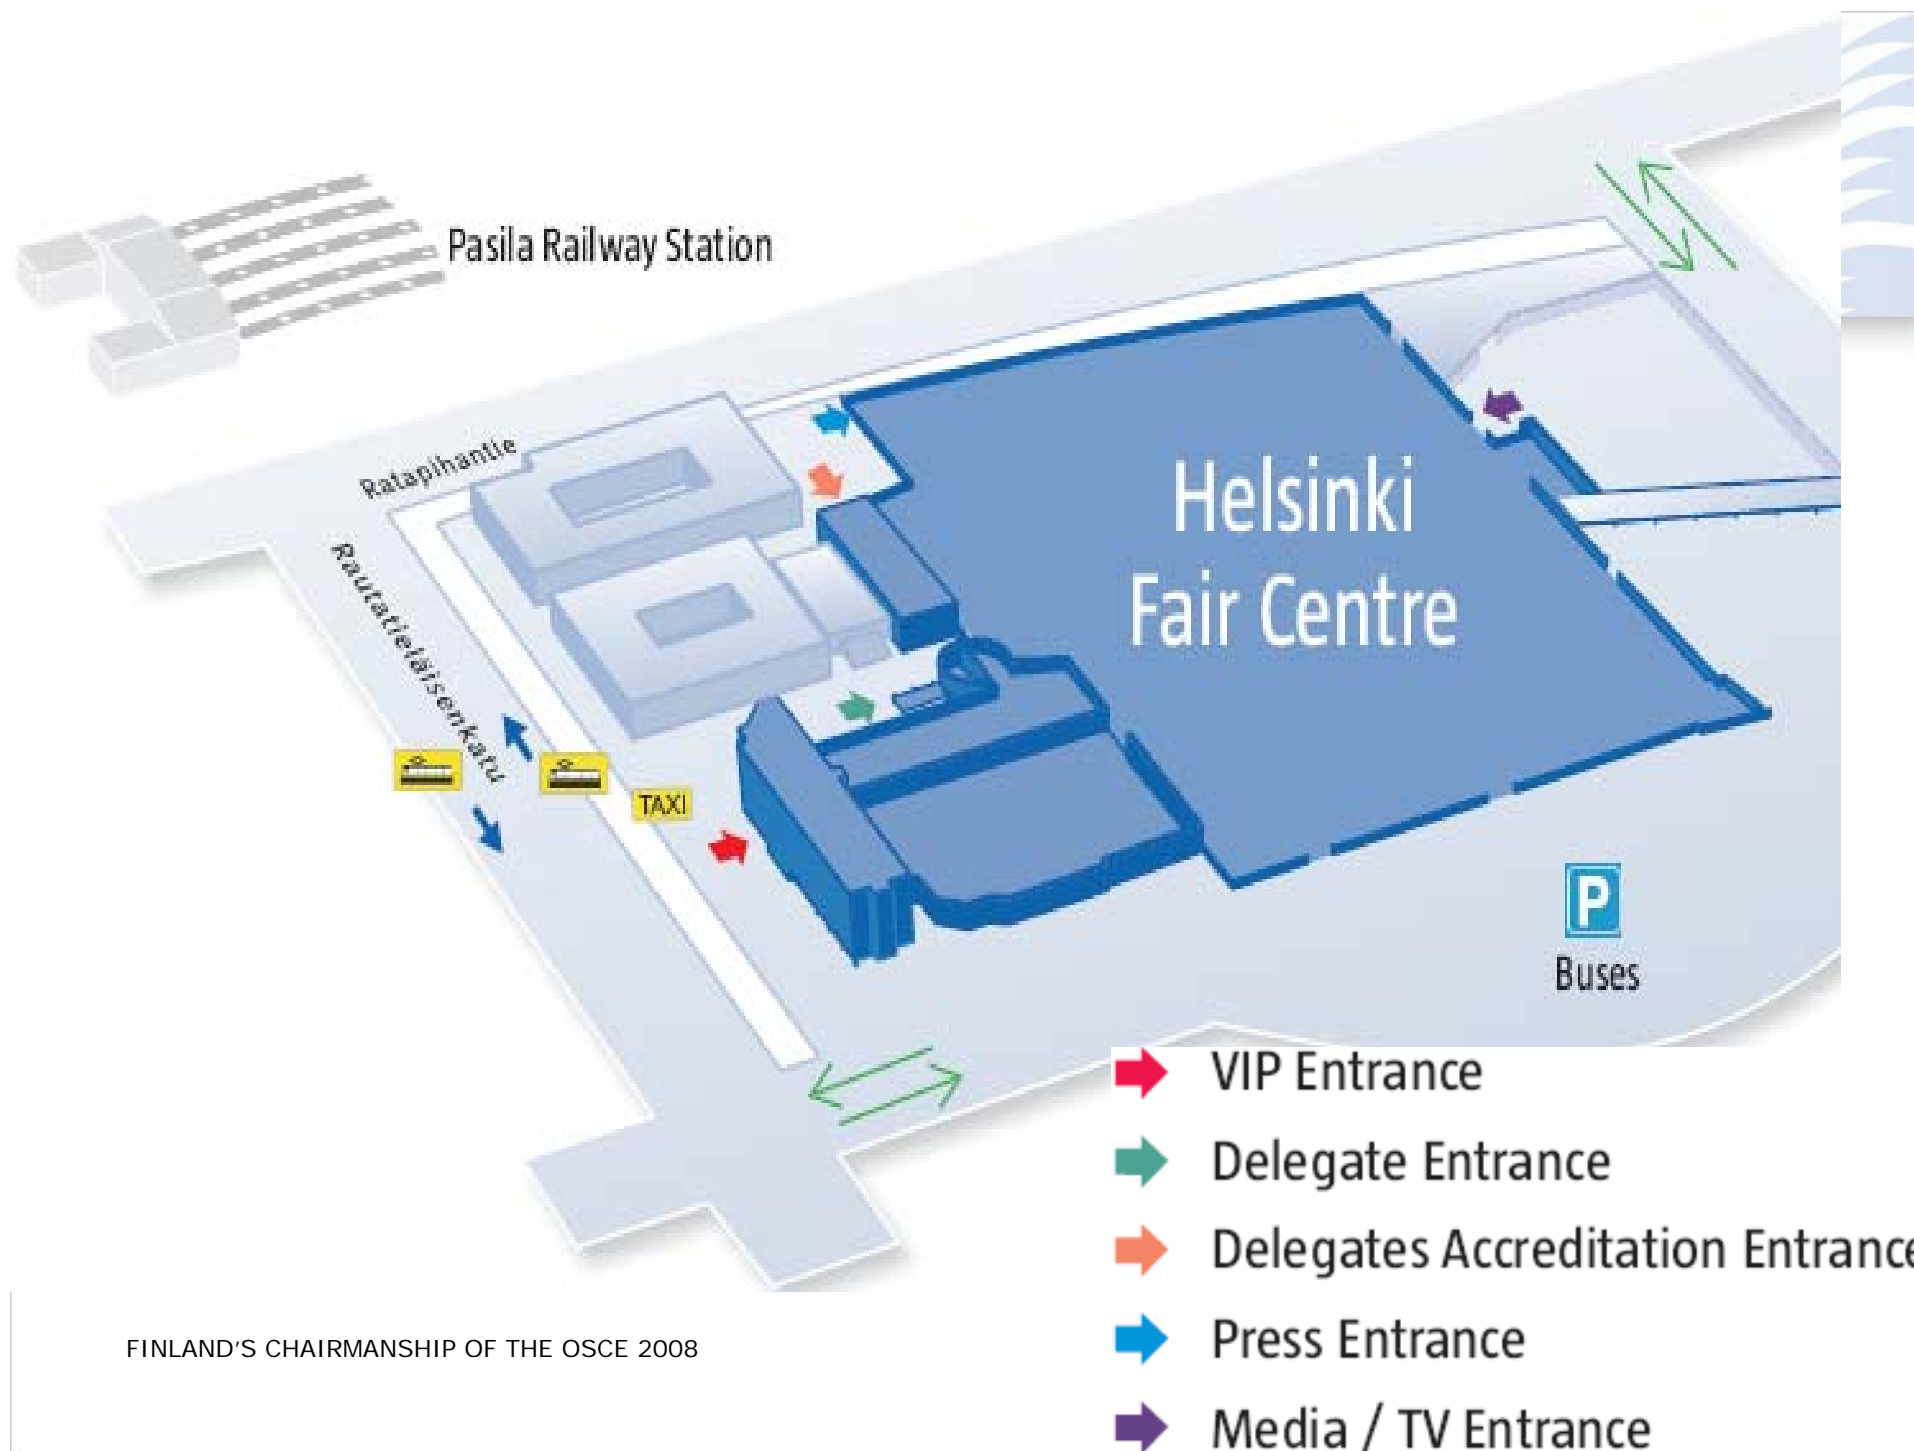 Pasila Railway Station
Ratapihantie
Rautatieläisenkatu
Helsinki
Fair Centre
TAXI
P
Buses
VIP Entrance
Delegate Entrance
Delegates Accreditation Entrance
Press Entrance
Media / TV Entrance
FINLAND'S CHAIRMANSHIP OF THE OSCE 2008